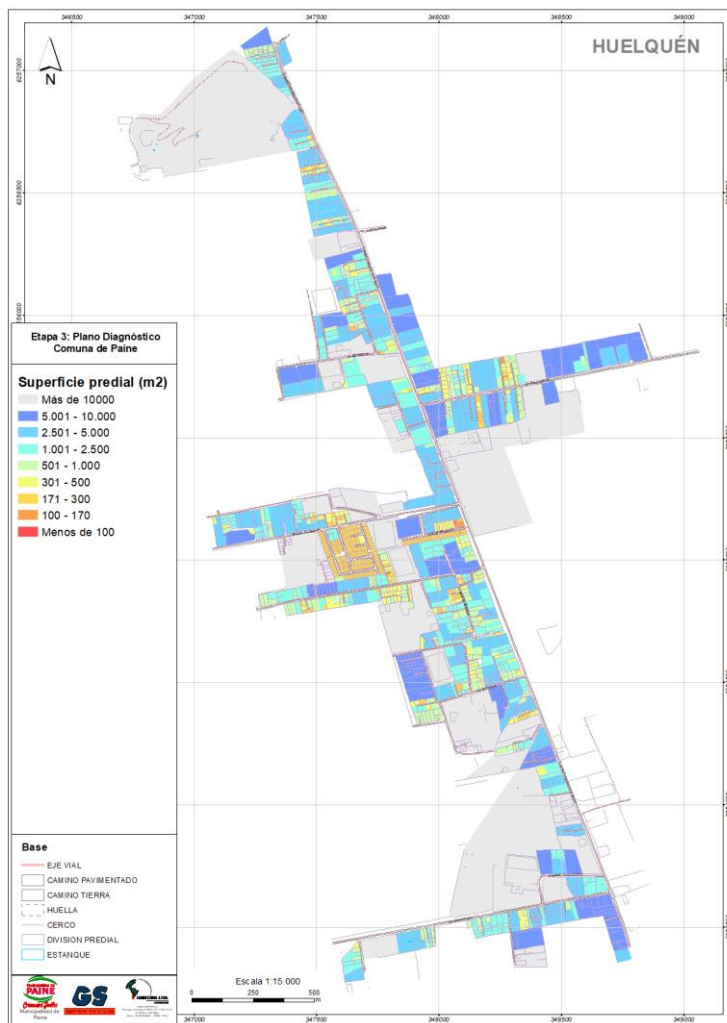 346500 347000 347500 348000 348500 349000
HUELQUÉN
N
6257000
6256500
Etapa 3: Plano Diagnóstico
Comuna de Paine
Superficie predial (m2)
Más de 10000
5.001 - 10.000
2.501 - 5.000
1.001 - 2.500
501 - 1.000
301 - 500
171 - 300
100 - 170
Menos de 100
Base
EJE VIAL
CAMINO PAVIMENTADO
CAMINO TIERRA
HUELLA
CERCO
DIVISION PREDIAL
ESTANQUE
PAINE
Municipalidad de
Paine
GS
Escala 1:15.000
0 250 500
m
347000 347500 348000 348500 349000